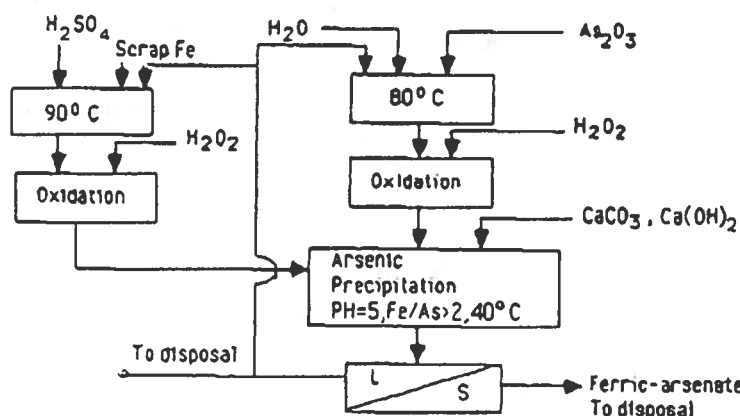 H₂SO₄
Scrap Fe
90° C
H₂O₂
Oxidation
H₂O
As₂O₃
80° C
H₂O₂
Oxidation
CaCO₃ , Ca(OH)₂
Arsenic
Precipitation
PH=5,Fe/As>2,40°C
To disposal
L
S
Ferric-arsenate
To disposal